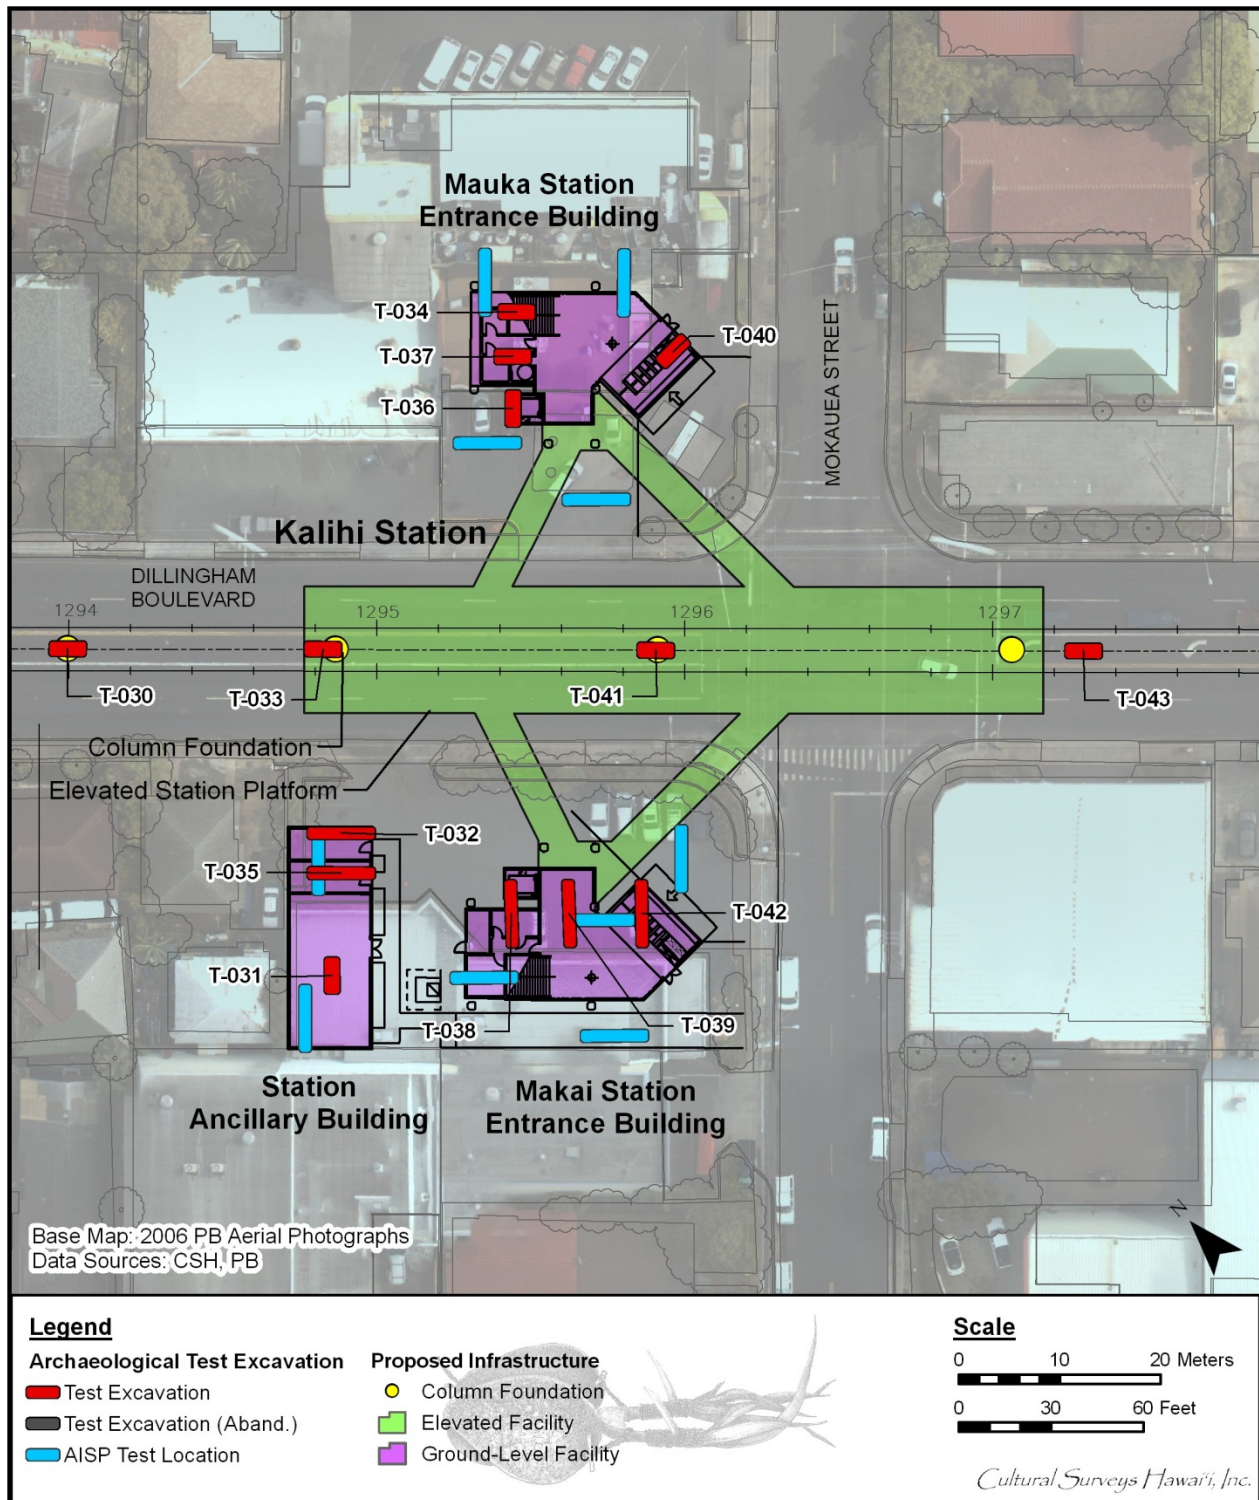 Mauka Station
Entrance Building
T-034
T-037
T-036
T-040
MOKAUEA STREET
Kalihi Station
DILLINGHAM
BOULEVARD
1294
1295
1296
1297
T-030
T-033
T-041
T-043
Column Foundation
Elevated Station Platform
T-032
T-035
T-042
T-031
T-038
T-039
Station
Ancillary Building
Makai Station
Entrance Building
N
Base Map: 2006 PB Aerial Photographs
Data Sources: CSH, PB
Legend
Archaeological Test Excavation
Test Excavation
Test Excavation (Aband.)
AISP Test Location
Proposed Infrastructure
Column Foundation
Elevated Facility
Ground-Level Facility
Scale
0 10 20 Meters
0 30 60 Feet
Cultural Surveys Hawai'i, Inc.